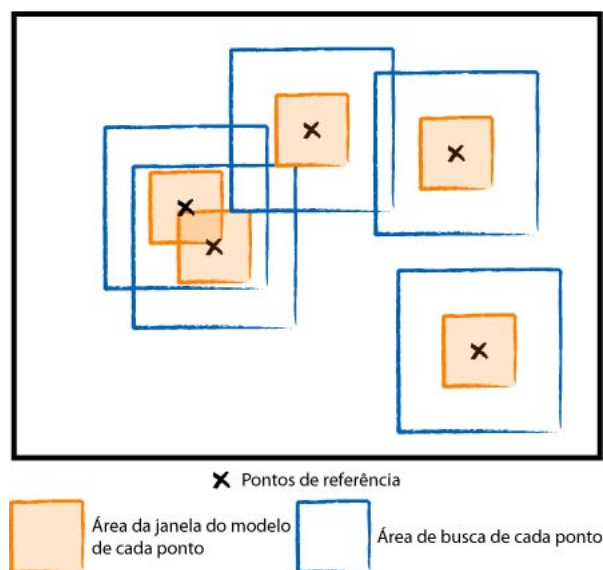 Pontos de referência
Área da janela do modelo
de cada ponto
Área de busca de cada ponto